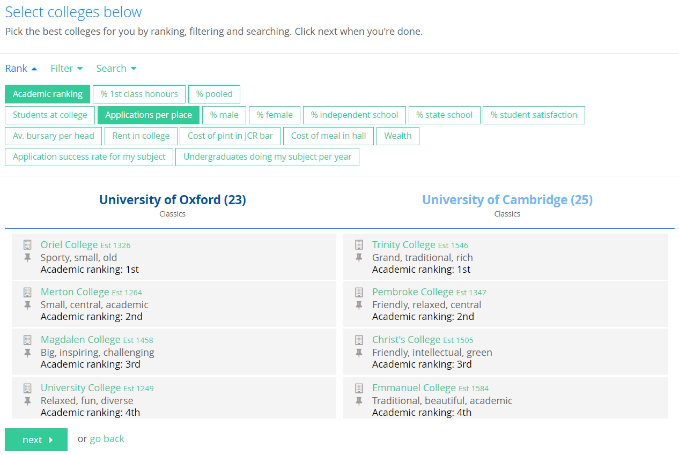 Select colleges below
Pick the best colleges for you by ranking, filtering and searching. Click next when you're done.
Rank Filter Search
Academic ranking % 1st class honours % pooled
Students at college Applications per place % male % female % independent school % state school % student satisfaction
Av. bursary per head Rent in college Cost of pint in JCR bar Cost of meal in hall Wealth
Application success rate for my subject Undergraduates doing my subject per year
University of Oxford (23)
Classics
Oriel College Est 1326
Sporty, small, old
Academic ranking: 1st
Merton College Est 1264
Small, central, academic
Academic ranking: 2nd
Magdalen College Est 1458
Big, inspiring, challenging
Academic ranking: 3rd
University College Est 1249
Relaxed, fun, diverse
Academic ranking: 4th
University of Cambridge (25)
Classics
Trinity College Est 1546
Grand, traditional, rich
Academic ranking: 1st
Pembroke College Est 1347
Friendly, relaxed, central
Academic ranking: 2nd
Christ's College Est 1505
Friendly, intellectual, green
Academic ranking: 3rd
Emmanuel College Est 1584
Traditional, beautiful, academic
Academic ranking: 4th
next or go back